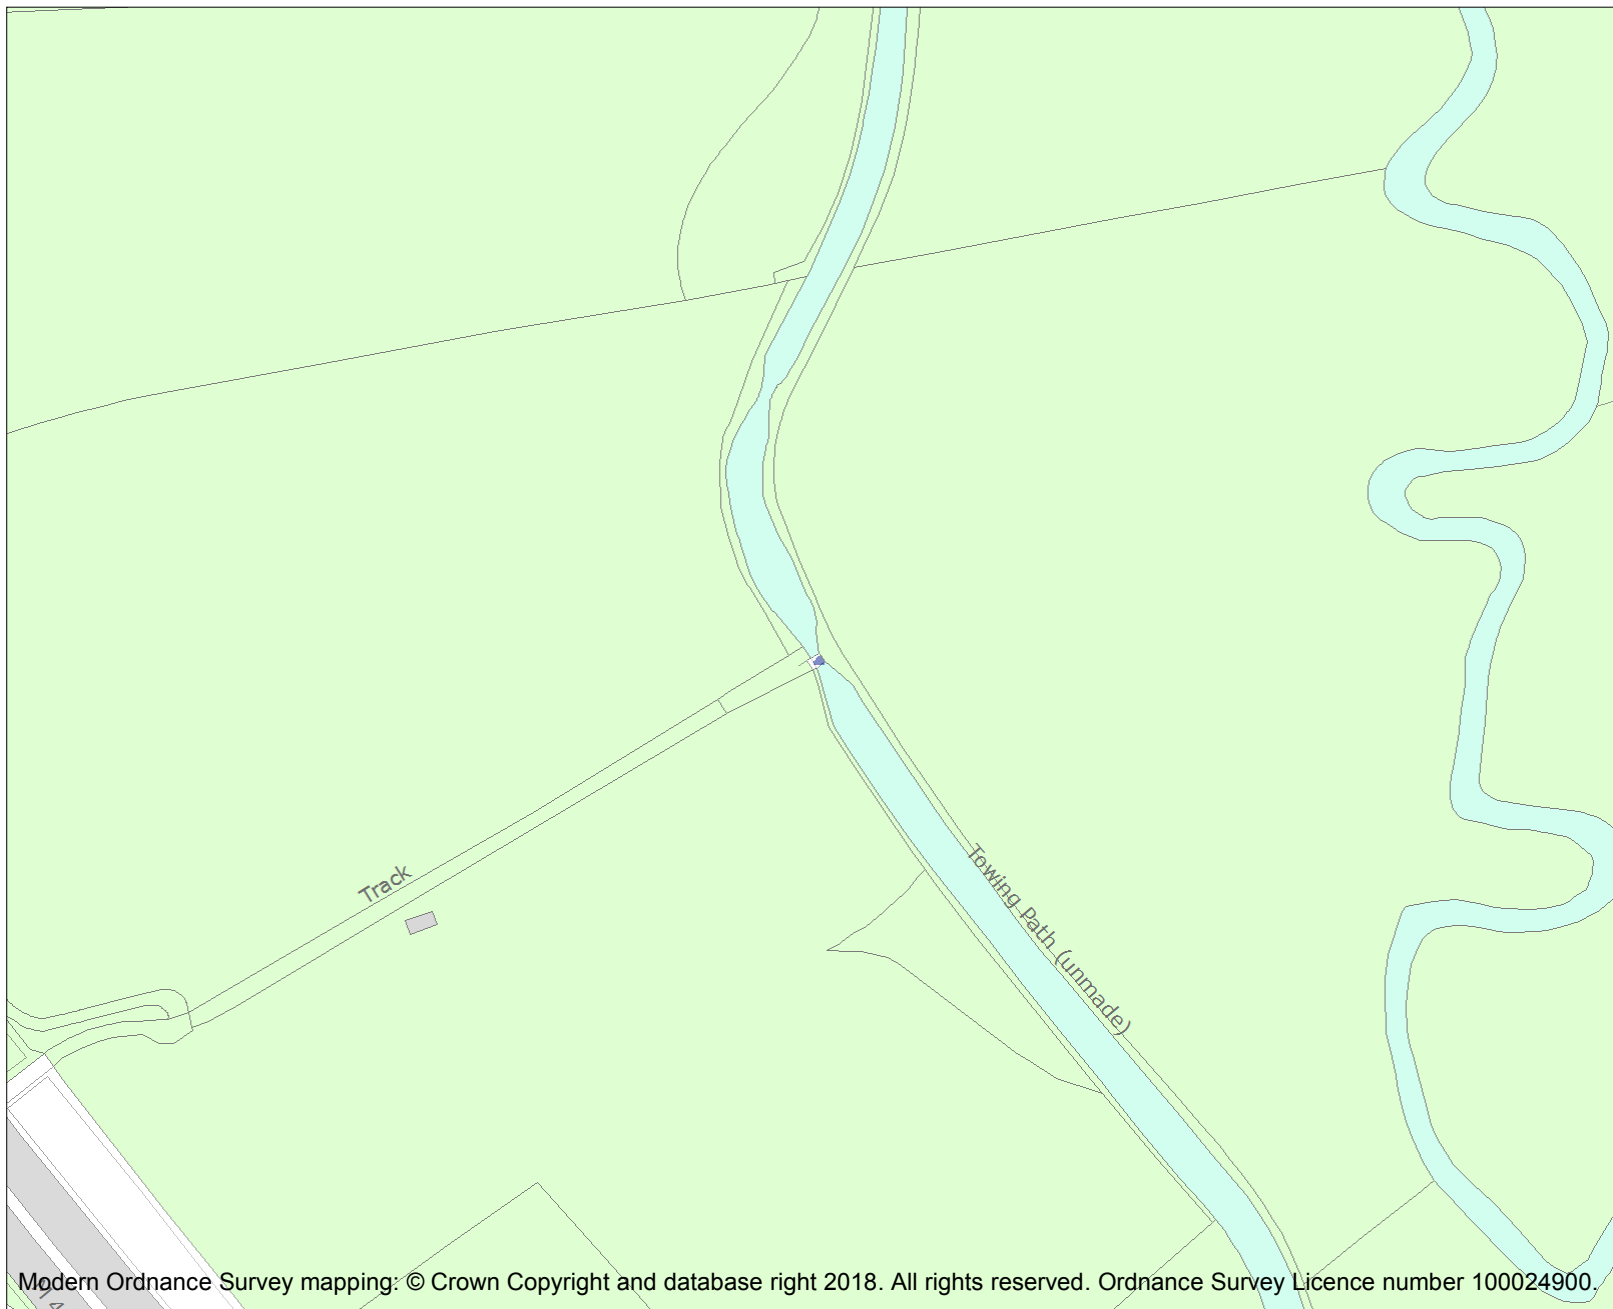 Track
Towing Path (unmade)
Modern Ordnance Survey mapping: © Crown Copyright and database right 2018. All rights reserved. Ordnance Survey Licence number 100024900.